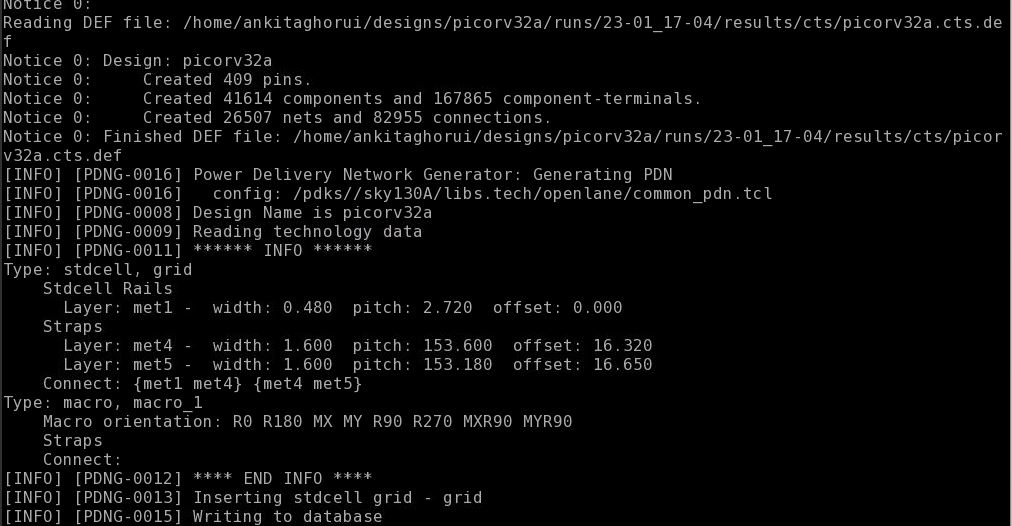 Notice 0:
Reading DEF file: /home/ankitaghorui/designs/picorv32a/runs/23-01_17-04/results/cts/picorv32a.cts.de
f
Notice 0: Design: picorv32a
Notice 0:     Created 409 pins.
Notice 0:     Created 41614 components and 167865 component-terminals.
Notice 0:     Created 26507 nets and 82955 connections.
Notice 0: Finished DEF file: /home/ankitaghorui/designs/picorv32a/runs/23-01_17-04/results/cts/picor
v32a.cts.def
[INFO] [PDNG-0016] Power Delivery Network Generator: Generating PDN
[INFO] [PDNG-0016]   config: /pdks//sky130A/libs.tech/openlane/common_pdn.tcl
[INFO] [PDNG-0008] Design Name is picorv32a
[INFO] [PDNG-0009] Reading technology data
[INFO] [PDNG-0011] ****** INFO ******
Type: stdcell, grid
    Stdcell Rails
      Layer: met1 -  width: 0.480  pitch: 2.720  offset: 0.000
    Straps
      Layer: met4 -  width: 1.600  pitch: 153.600  offset: 16.320
      Layer: met5 -  width: 1.600  pitch: 153.180  offset: 16.650
    Connect: {met1 met4} {met4 met5}
Type: macro, macro_1
    Macro orientation: R0 R180 MX MY R90 R270 MXR90 MYR90
    Straps
    Connect:
[INFO] [PDNG-0012] **** END INFO ****
[INFO] [PDNG-0013] Inserting stdcell grid - grid
[INFO] [PDNG-0015] Writing to database